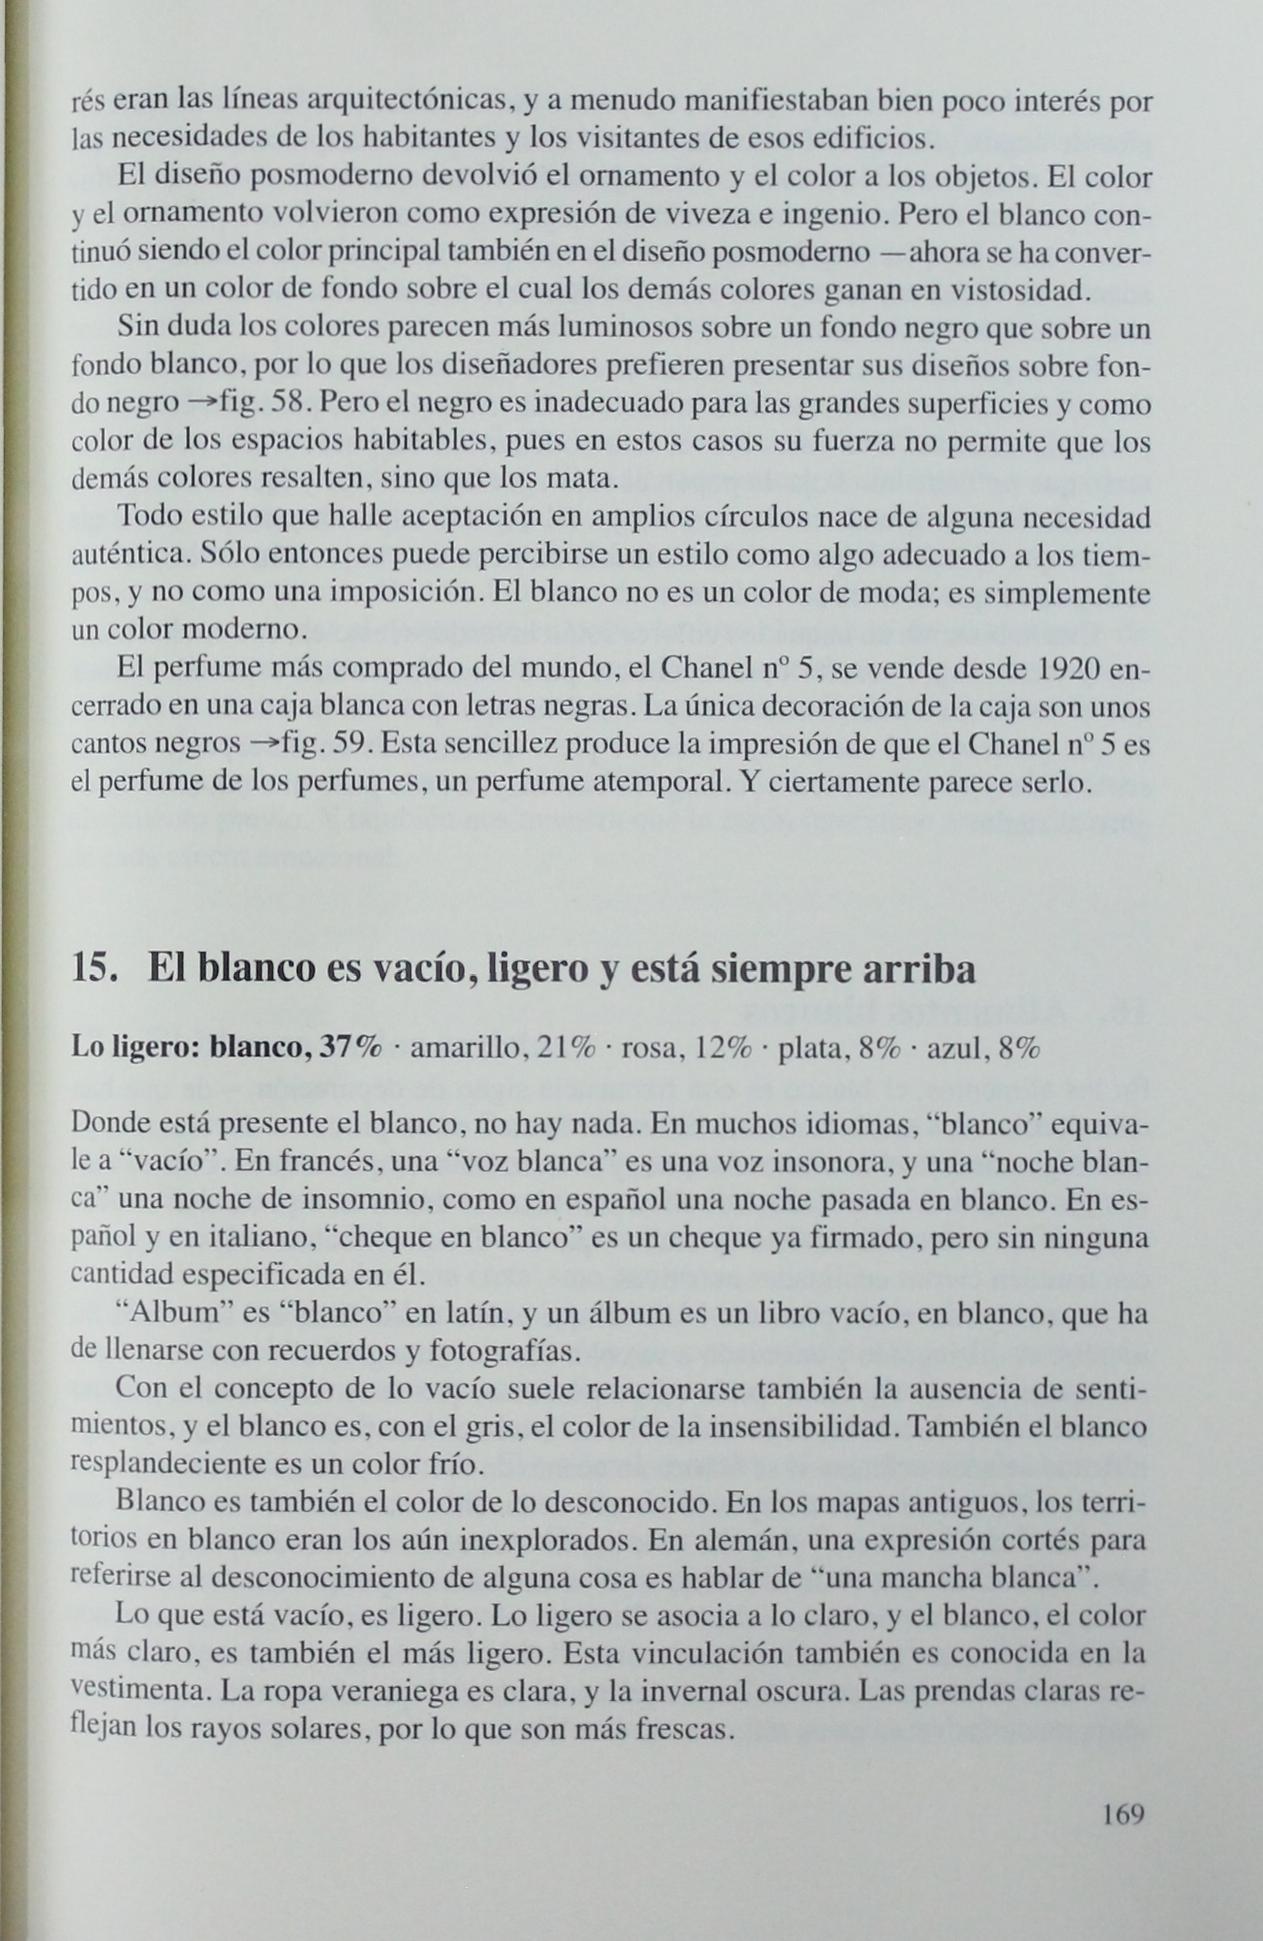 rés eran las líneas arquitectónicas, y a menudo manifiestaban bien poco interés por
las necesidades de los habitantes y los visitantes de esos edificios.
El diseño posmoderno devolvió el ornamento y el color a los objetos. El color
y el ornamento volvieron como expresión de viveza e ingenio. Pero el blanco con-
tinuó siendo el color principal también en el diseño posmoderno —ahora se ha conver-
tido en un color de fondo sobre el cual los demás colores ganan en vistosidad.
Sin duda los colores parecen más luminosos sobre un fondo negro que sobre un
fondo blanco, por lo que los diseñadores prefieren presentar sus diseños sobre fon-
do negro →fig. 58. Pero el negro es inadecuado para las grandes superficies y como
color de los espacios habitables, pues en estos casos su fuerza no permite que los
demás colores resalten, sino que los mata.
Todo estilo que halle aceptación en amplios círculos nace de alguna necesidad
auténtica. Sólo entonces puede percibirse un estilo como algo adecuado a los tiem-
pos, y no como una imposición. El blanco no es un color de moda; es simplemente
un color moderno.
El perfume más comprado del mundo, el Chanel nº 5, se vende desde 1920 en-
cerrado en una caja blanca con letras negras. La única decoración de la caja son unos
cantos negros →fig. 59. Esta sencillez produce la impresión de que el Chanel nº 5 es
el perfume de los perfumes, un perfume atemporal. Y ciertamente parece serlo.
15. El blanco es vacío, ligero y está siempre arriba
Lo ligero: blanco, 37% · amarillo, 21% · rosa, 12% · plata, 8% · azul, 8%
Donde está presente el blanco, no hay nada. En muchos idiomas, “blanco” equiva-
le a “vacío”. En francés, una “voz blanca” es una voz insonora, y una “noche blan-
ca” una noche de insomnio, como en español una noche pasada en blanco. En es-
pañol y en italiano, “cheque en blanco” es un cheque ya firmado, pero sin ninguna
cantidad especificada en él.
“Album” es “blanco” en latín, y un álbum es un libro vacío, en blanco, que ha
de llenarse con recuerdos y fotografías.
Con el concepto de lo vacío suele relacionarse también la ausencia de senti-
mientos, y el blanco es, con el gris, el color de la insensibilidad. También el blanco
resplandeciente es un color frío.
Blanco es también el color de lo desconocido. En los mapas antiguos, los terri-
torios en blanco eran los aún inexplorados. En alemán, una expresión cortés para
referirse al desconocimiento de alguna cosa es hablar de “una mancha blanca”.
Lo que está vacío, es ligero. Lo ligero se asocia a lo claro, y el blanco, el color
más claro, es también el más ligero. Esta vinculación también es conocida en la
vestimenta. La ropa veraniega es clara, y la invernal oscura. Las prendas claras re-
flejan los rayos solares, por lo que son más frescas.
169